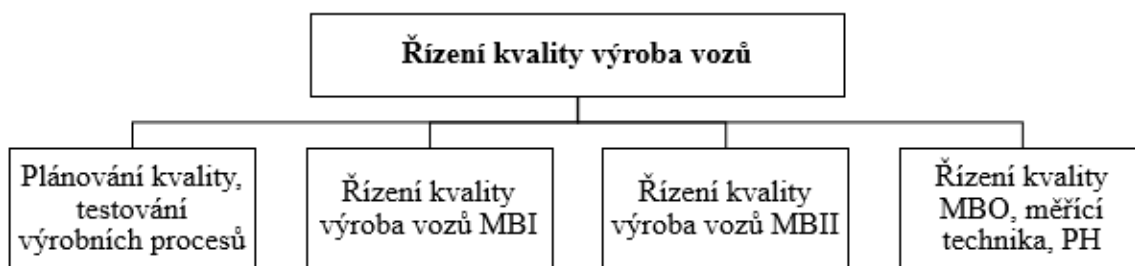 Řízení kvality výroba vozů
Plánování kvality,
testování
výrobních procesů
Řízení kvality
výroba vozů MBI
Řízení kvality
výroba vozů MBII
Řízení kvality
MBO, měřící
technika, PH